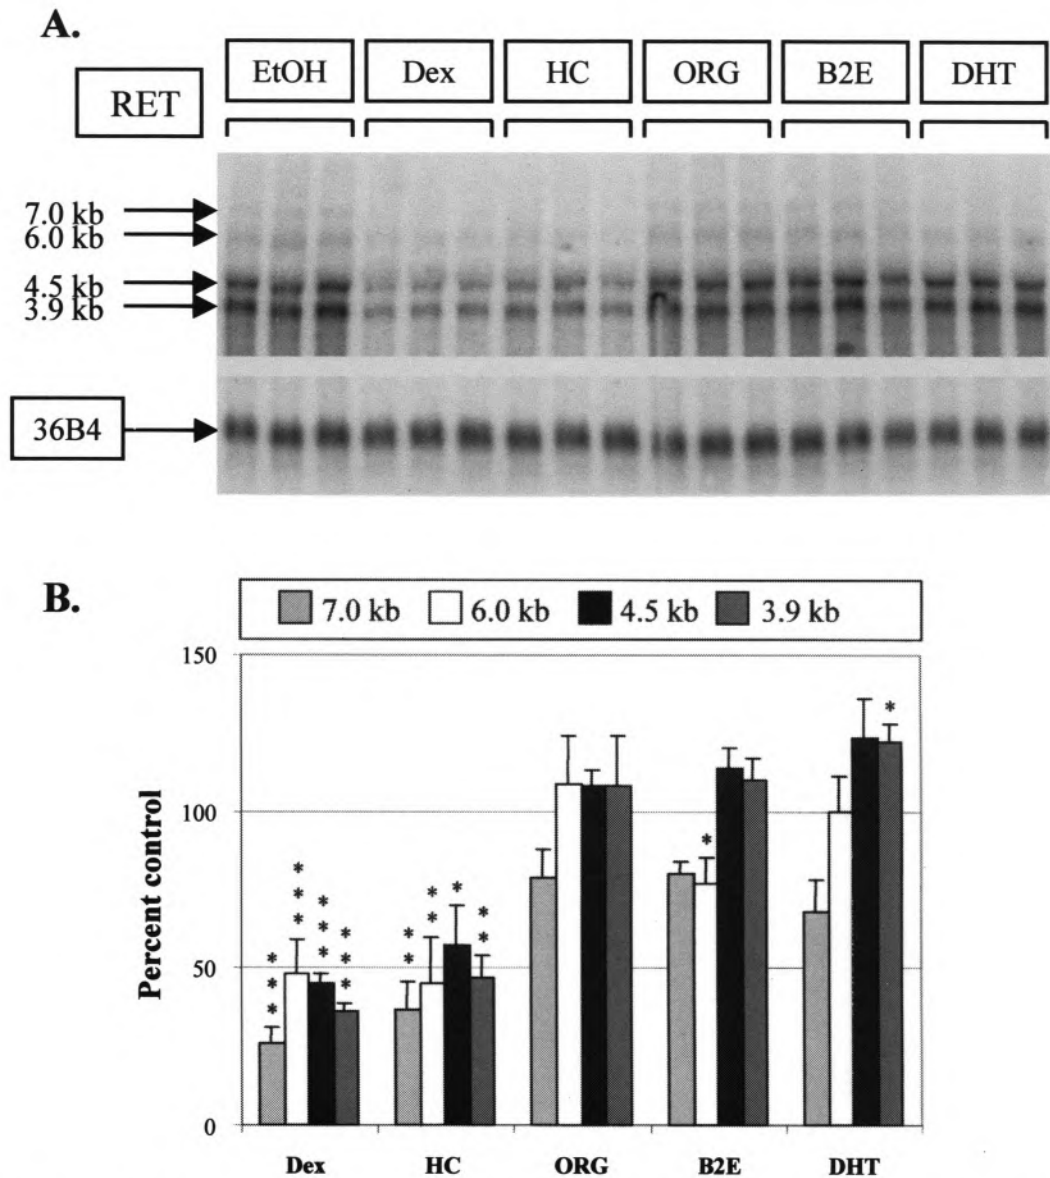 A.
EtOH Dex HC ORG B2E DHT
RET
7.0 kb
6.0 kb
4.5 kb
3.9 kb
36B4
B.
7.0 kb 6.0 kb 4.5 kb 3.9 kb
150
100
50
0
Percent control
*** *** *** ***
** ** * **
*
*
Dex HC ORG B2E DHT